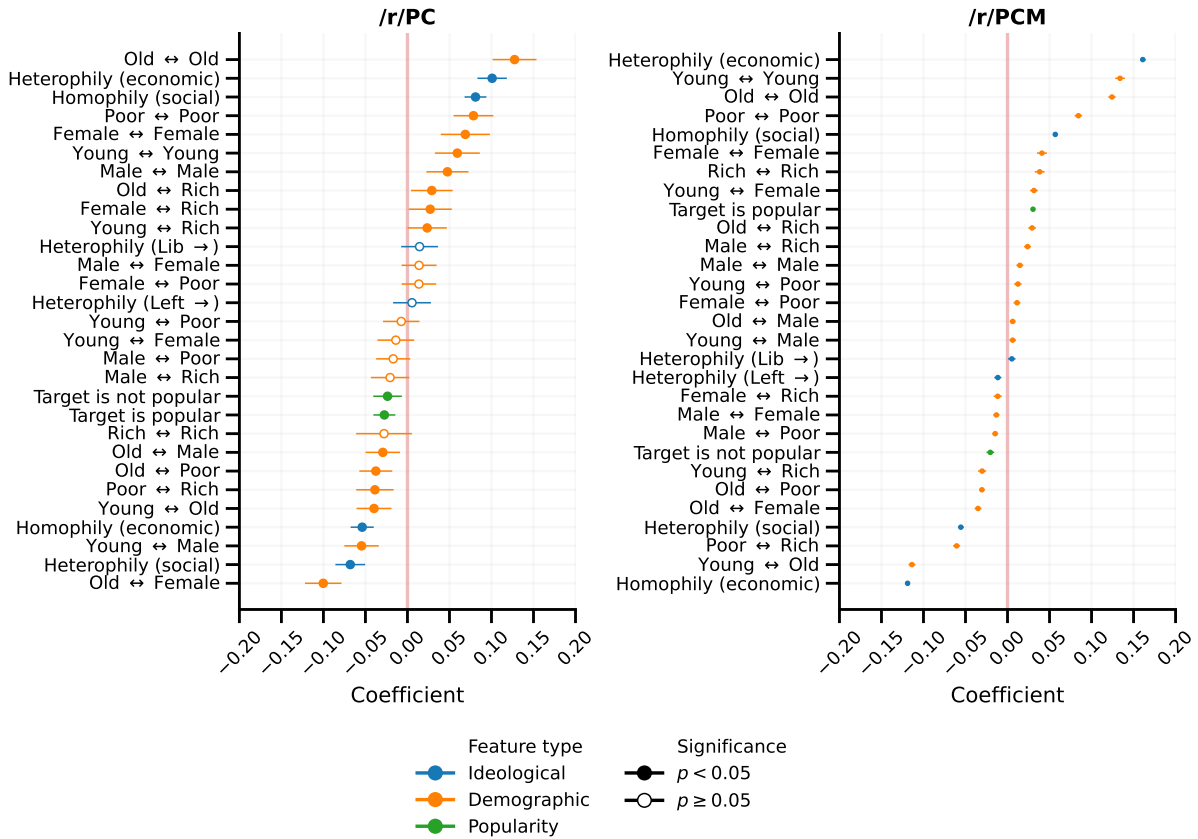 /r/PC
Old ↔ Old
Heterophily (economic)
Homophily (social)
Poor ↔ Poor
Female ↔ Female
Young ↔ Young
Male ↔ Male
Old ↔ Rich
Female ↔ Rich
Young ↔ Rich
Heterophily (Lib →)
Male ↔ Female
Female ↔ Poor
Heterophily (Left →)
Young ↔ Poor
Young ↔ Female
Male ↔ Poor
Male ↔ Rich
Target is not popular
Target is popular
Rich ↔ Rich
Old ↔ Male
Old ↔ Poor
Poor ↔ Rich
Young ↔ Old
Homophily (economic)
Young ↔ Male
Heterophily (social)
Old ↔ Female
−0.20 −0.15 −0.10 −0.05 0.00 0.05 0.10 0.15 0.20
Coefficient
/r/PCM
Heterophily (economic)
Young ↔ Young
Old ↔ Old
Poor ↔ Poor
Homophily (social)
Female ↔ Female
Rich ↔ Rich
Young ↔ Female
Target is popular
Old ↔ Rich
Male ↔ Rich
Male ↔ Male
Young ↔ Poor
Female ↔ Poor
Old ↔ Male
Young ↔ Male
Heterophily (Lib →)
Heterophily (Left →)
Female ↔ Rich
Male ↔ Female
Male ↔ Poor
Target is not popular
Young ↔ Rich
Old ↔ Poor
Old ↔ Female
Heterophily (social)
Poor ↔ Rich
Young ↔ Old
Homophily (economic)
−0.20 −0.15 −0.10 −0.05 0.00 0.05 0.10 0.15 0.20
Coefficient
Feature type
Ideological
Demographic
Popularity
Significance
p < 0.05
p ≥ 0.05